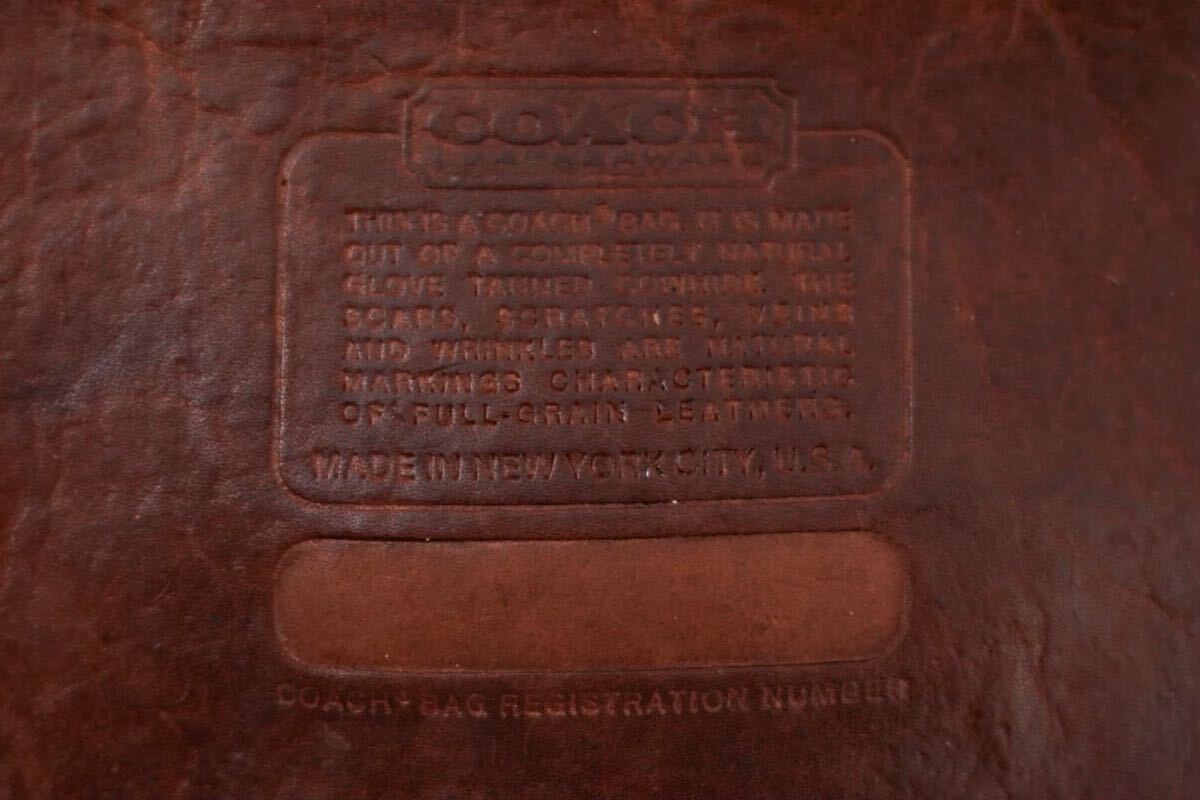 COACH
LEATHERWARE
THIS IS A COACH® BAG. IT IS MADE
OUT OF A COMPLETELY NATURAL
GLOVE TANNED COWHIDE. THE
SCARS, SCRATCHES, VEINS
AND WRINKLES ARE NATURAL
MARKINGS CHARACTERISTIC
OF FULL-GRAIN LEATHERS.
MADE IN NEW YORK CITY, U.S.A.
COACH® BAG REGISTRATION NUMBER